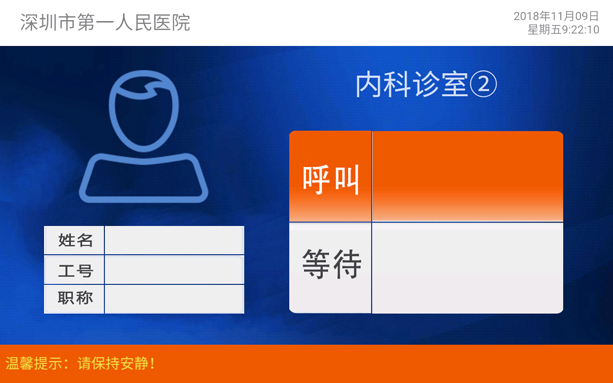 深圳市第一人民医院
2018年11月09日
星期五9:22:10
内科诊室②
呼叫
等待
姓名
工号
职称
温馨提示：请保持安静！